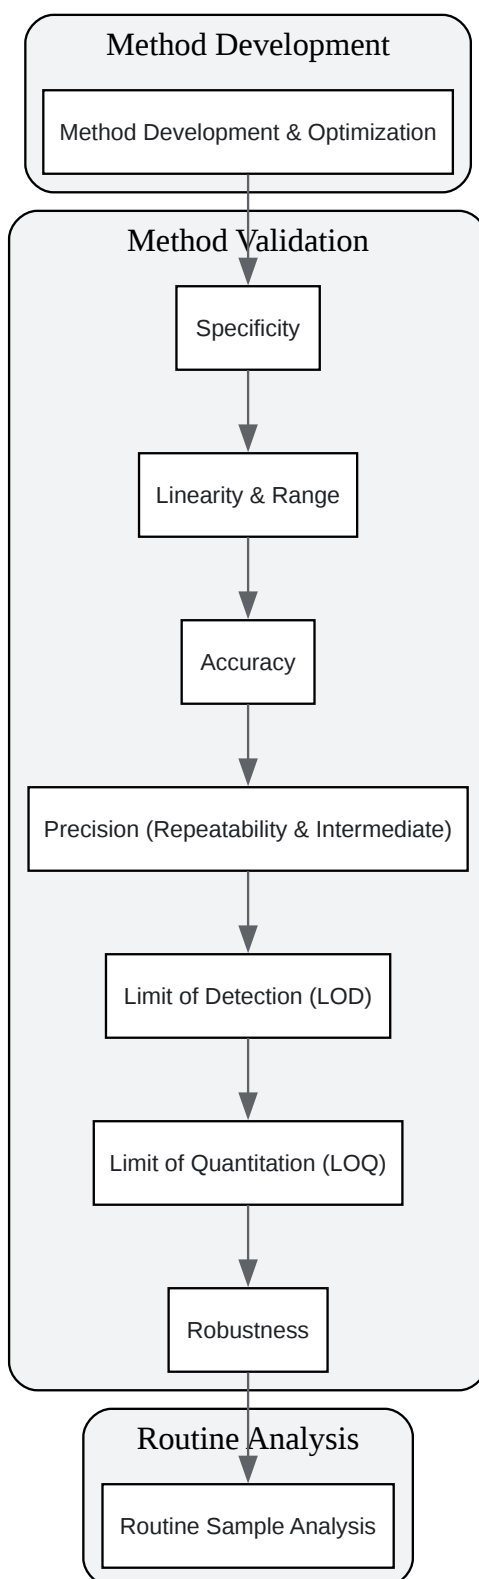 Method Development
Method Development & Optimization
Method Validation
Specificity
Linearity & Range
Accuracy
Precision (Repeatability & Intermediate)
Limit of Detection (LOD)
Limit of Quantitation (LOQ)
Robustness
Routine Analysis
Routine Sample Analysis